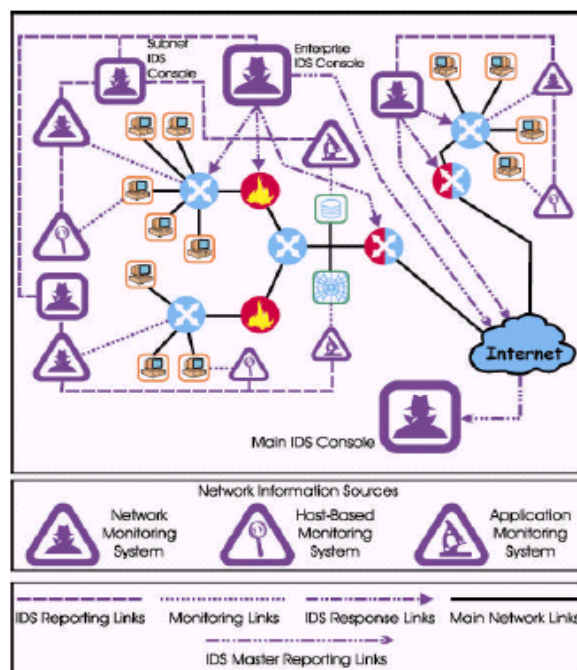 Subnet
IDS
Console
Enterprise
IDS Console
Internet
Main IDS Console
Network Information Sources
Network
Monitoring
System
Host-Based
Monitoring
System
Application
Monitoring
System
IDS Reporting Links
Monitoring Links
IDS Response Links
Main Network Links
IDS Master Reporting Links